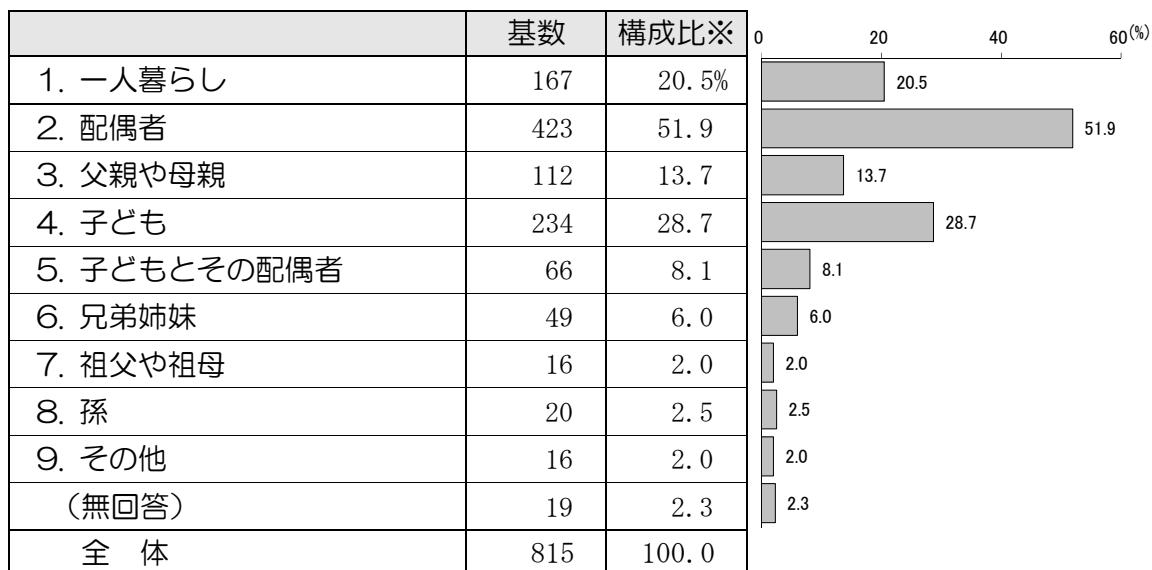 基数 構成比※ 0 20 40 60(%)
1. 一人暮らし 167 20.5% 20.5
2. 配偶者 423 51.9 51.9
3. 父親や母親 112 13.7 13.7
4. 子ども 234 28.7 28.7
5. 子どもとその配偶者 66 8.1 8.1
6. 兄弟姉妹 49 6.0 6.0
7. 祖父や祖母 16 2.0 2.0
8. 孫 20 2.5 2.5
9. その他 16 2.0 2.0
（無回答） 19 2.3 2.3
全　体 815 100.0